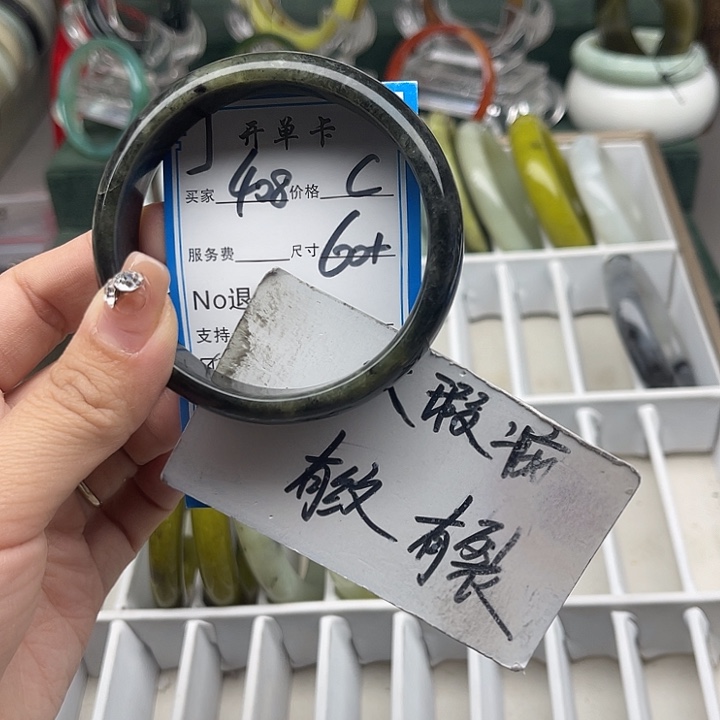 开单卡
买家 408 价格 C
服务费 尺寸 60+
No退
支持
瑕疵
有纹 有裂